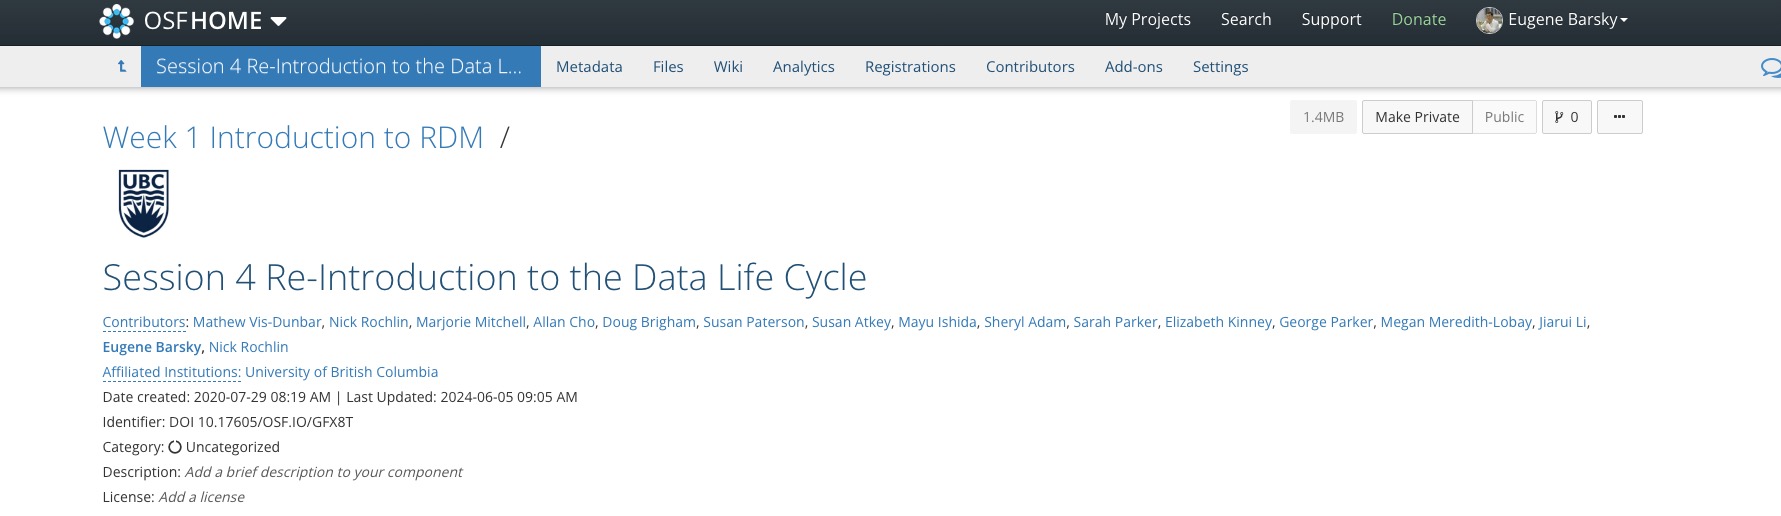 OSFHOME
My Projects Search Support Donate Eugene Barsky
Session 4 Re-Introduction to the Data L... Metadata Files Wiki Analytics Registrations Contributors Add-ons Settings
1.4MB Make Private Public 0 ...
Week 1 Introduction to RDM /
UBC
Session 4 Re-Introduction to the Data Life Cycle
Contributors: Mathew Vis-Dunbar, Nick Rochlin, Marjorie Mitchell, Allan Cho, Doug Brigham, Susan Paterson, Susan Atkey, Mayu Ishida, Sheryl Adam, Sarah Parker, Elizabeth Kinney, George Parker, Megan Meredith-Lobay, Jiarui Li,
Eugene Barsky, Nick Rochlin
Affiliated Institutions: University of British Columbia
Date created: 2020-07-29 08:19 AM | Last Updated: 2024-06-05 09:05 AM
Identifier: DOI 10.17605/OSF.IO/GFX8T
Category: Uncategorized
Description: Add a brief description to your component
License: Add a license